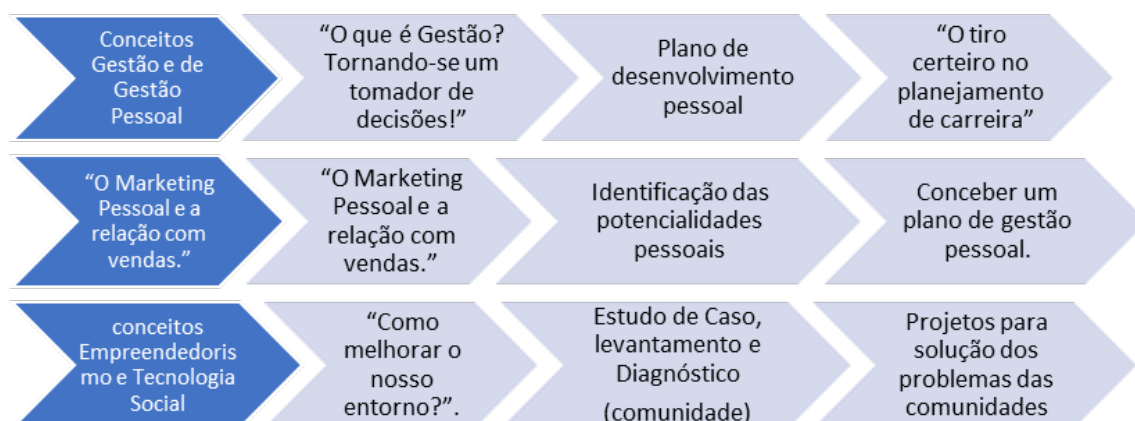 Conceitos
Gestão e de
Gestão
Pessoal
“O que é Gestão?
Tornando-se um
tomador de
decisões!”
Plano de
desenvolvimento
pessoal
“O tiro
certeiro no
planejamento
de carreira”
“O Marketing
Pessoal e a
relação com
vendas.”
“O Marketing
Pessoal e a
relação com
vendas.”
Identificação das
potencialidades
pessoais
Conceber um
plano de gestão
pessoal.
conceitos
Empreendedoris
mo e Tecnologia
Social
“Como
melhorar o
nosso
entorno?”.
Estudo de Caso,
levantamento e
Diagnóstico
(comunidade)
Projetos para
solução dos
problemas das
comunidades